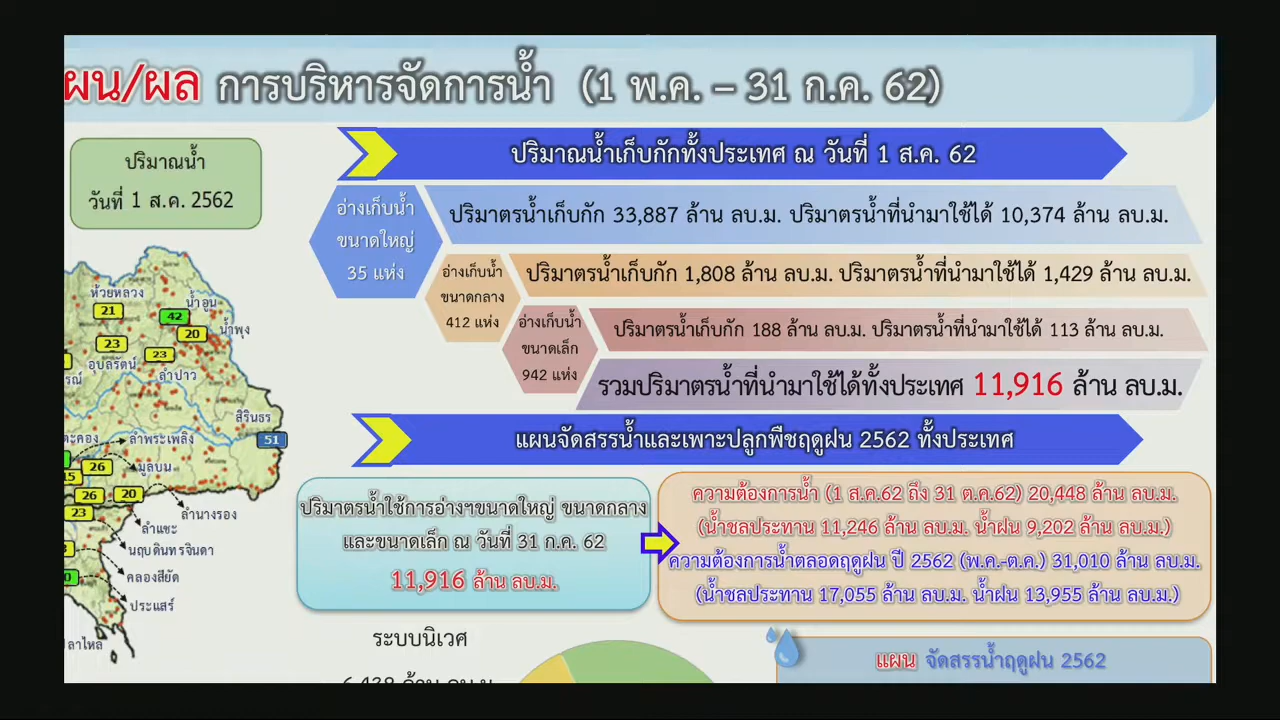 ผน/ผล การบริหารจัดการน้ำ (1 พ.ค. – 31 ก.ค. 62)
ปริมาณน้ำ
วันที่ 1 ส.ค. 2562
ปริมาณน้ำเก็บกักทั้งประเทศ ณ วันที่ 1 ส.ค. 62
อ่างเก็บน้ำ
ขนาดใหญ่
35 แห่ง
ปริมาตรน้ำเก็บกัก 33,887 ล้าน ลบ.ม. ปริมาตรน้ำที่นำมาใช้ได้ 10,374 ล้าน ลบ.ม.
อ่างเก็บน้ำ
ขนาดกลาง
412 แห่ง
ปริมาตรน้ำเก็บกัก 1,808 ล้าน ลบ.ม. ปริมาตรน้ำที่นำมาใช้ได้ 1,429 ล้าน ลบ.ม.
อ่างเก็บน้ำ
ขนาดเล็ก
942 แห่ง
ปริมาตรน้ำเก็บกัก 188 ล้าน ลบ.ม. ปริมาตรน้ำที่นำมาใช้ได้ 113 ล้าน ลบ.ม.
รวมปริมาตรน้ำที่นำมาใช้ได้ทั้งประเทศ 11,916 ล้าน ลบ.ม.
ห้วยหลวง
21
น้ำอูน
42
20
น้ำพุง
23
23
อุบลรัตน์
ลำปาว
สิรินธร
51
ตะคอง
ลำพระเพลิง
26
มูลบน
15
26
20
ลำนางรอง
23
ลำแชะ
นฤบดินทรจินดา
คลองสียัด
ประแสร์
ปลาไหล
แผนจัดสรรน้ำและเพาะปลูกพืชฤดูฝน 2562 ทั้งประเทศ
ปริมาตรน้ำใช้การอ่างฯขนาดใหญ่ ขนาดกลาง
และขนาดเล็ก ณ วันที่ 31 ก.ค. 62
11,916 ล้าน ลบ.ม.
ความต้องการน้ำ (1 ส.ค.62 ถึง 31 ต.ค.62) 20,448 ล้าน ลบ.ม.
(น้ำชลประทาน 11,246 ล้าน ลบ.ม. น้ำฝน 9,202 ล้าน ลบ.ม.)
ความต้องการน้ำตลอดฤดูฝน ปี 2562 (พ.ค.-ต.ค.) 31,010 ล้าน ลบ.ม.
(น้ำชลประทาน 17,055 ล้าน ลบ.ม. น้ำฝน 13,955 ล้าน ลบ.ม.)
ระบบนิเวศ
แผน จัดสรรน้ำฤดูฝน 2562